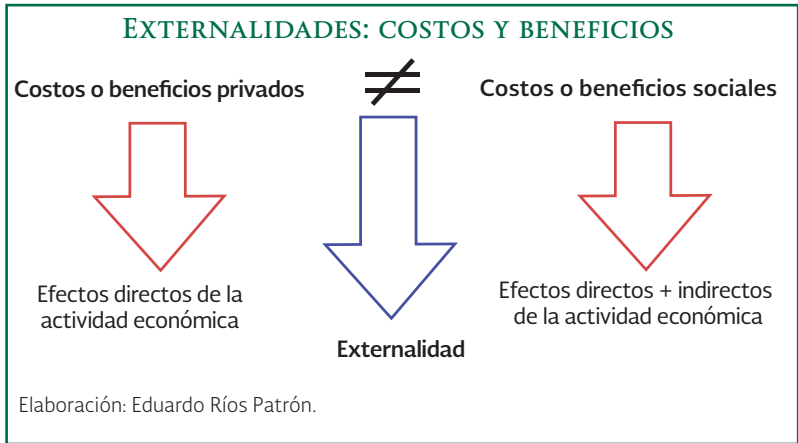 EXTERNALIDADES: COSTOS Y BENEFICIOS
Costos o beneficios privados
≠
Costos o beneficios sociales
Efectos directos de la
actividad económica
Externalidad
Efectos directos + indirectos
de la actividad económica
Elaboración: Eduardo Ríos Patrón.